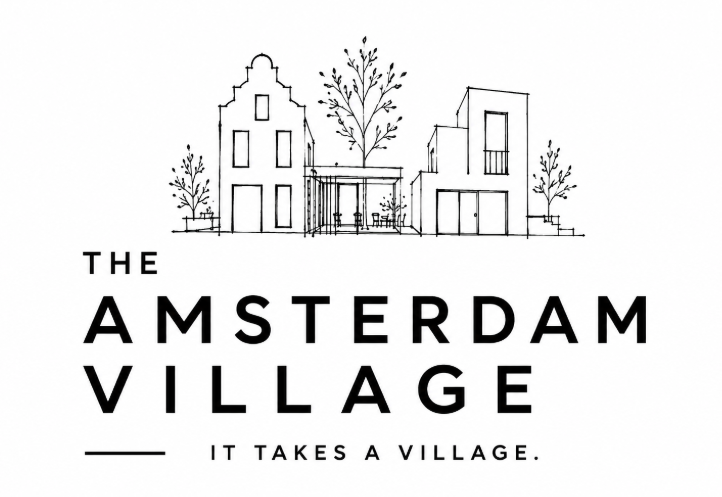 THE
AMSTERDAM
VILLAGE
IT TAKES A VILLAGE.